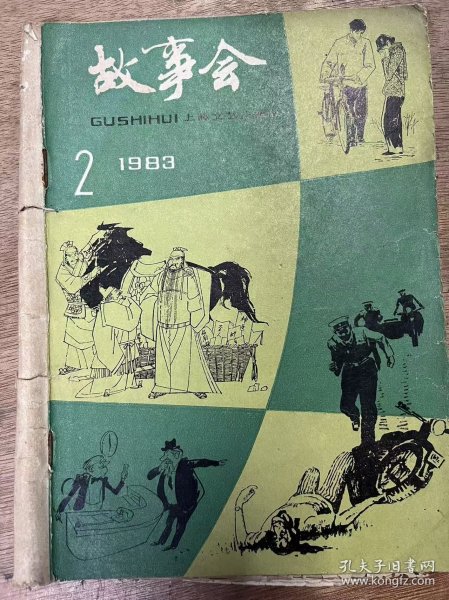 故事会
GUSHIHUI 上海文艺出版社
2 1983
孔夫子旧书网
www.kongfz.com